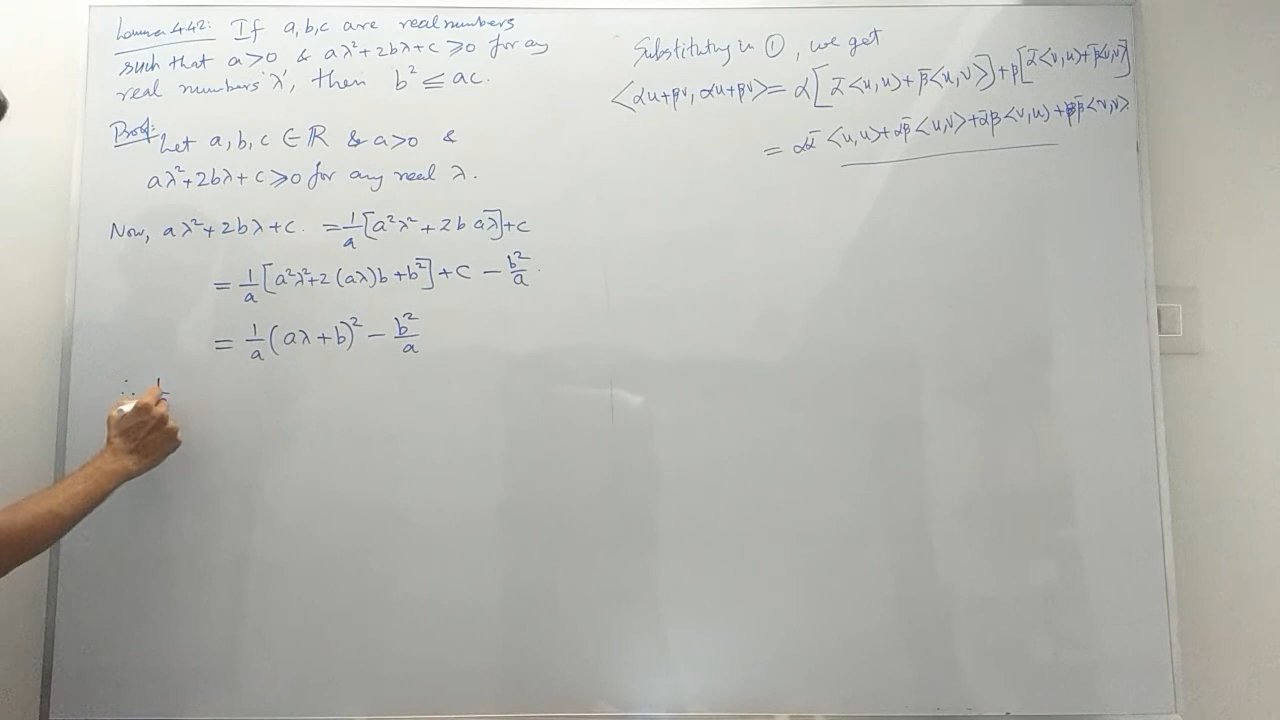 Lemma 4.4.2: If a, b, c are real numbers
such that a>0 & aλ²+2bλ+c ⩾0 for any
real numbers 'λ', then b² ≤ ac.
Proof: Let a, b, c ∈ ℝ & a>0 &
aλ²+2bλ+c ⩾0 for any real λ.
Now, aλ²+2bλ+c. = 1/a [a²λ² + 2b aλ] + c
= 1/a [a²λ²+2(aλ)b+b²] + c − b²/a.
= 1/a (aλ+b)² − b²/a
∴
Substituting in ①, we get
<αu+βv, αu+βv> = α[ᾱ<u,u>+β̄<u,v>]+β[ᾱ<v,u>+β̄<v,v>]
= αᾱ<u,u>+αβ̄<u,v>+ᾱβ<v,u>+ββ̄<v,v>